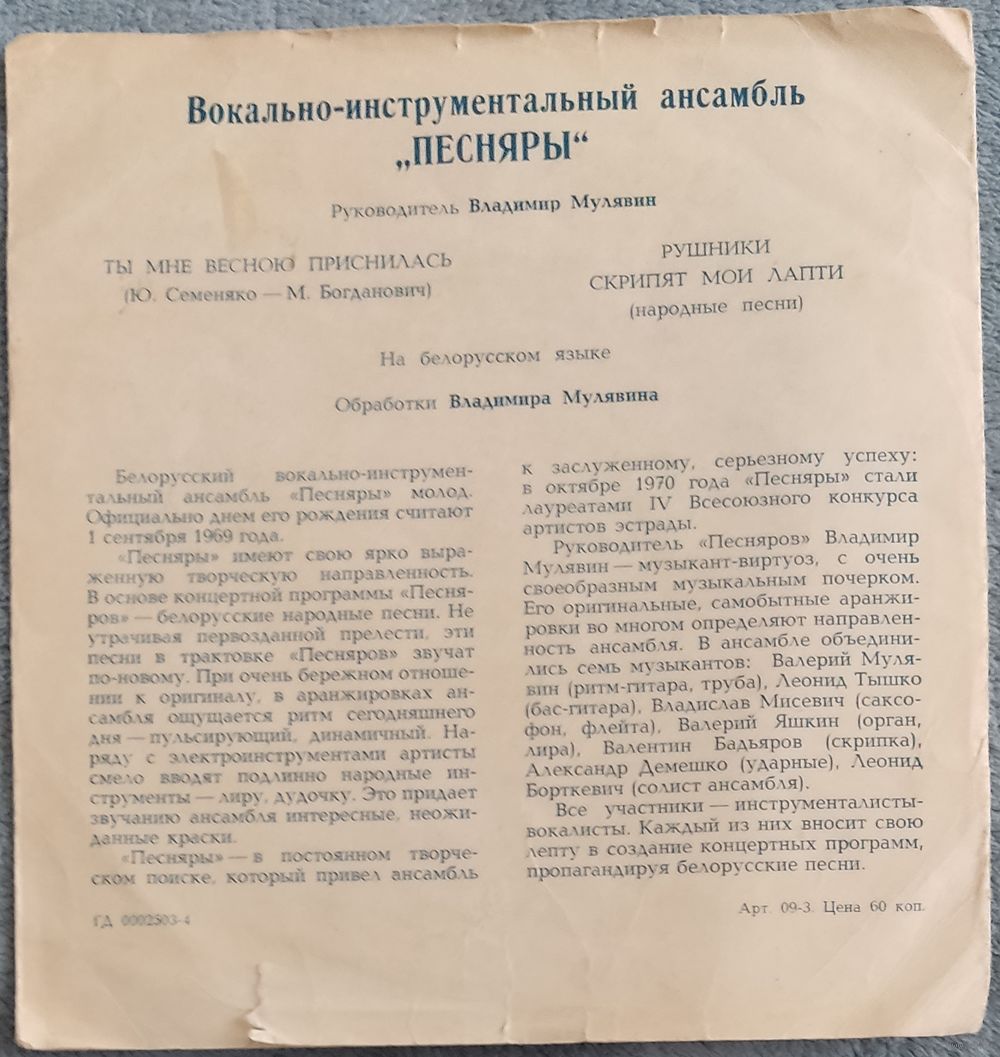 Вокально-инструментальный ансамбль
„ПЕСНЯРЫ“
Руководитель Владимир Мулявин
ТЫ МНЕ ВЕСНОЮ ПРИСНИЛАСЬ
(Ю. Семеняко — М. Богданович)
РУШНИКИ
СКРИПЯТ МОИ ЛАПТИ
(народные песни)
На белорусском языке
Обработки Владимира Мулявина
Белорусский вокально-инструмен-
тальный ансамбль «Песняры» молод.
Официально днем его рождения считают
1 сентября 1969 года.
«Песняры» имеют свою ярко выра-
женную творческую направленность.
В основе концертной программы «Песня-
ров» — белорусские народные песни. Не
утрачивая первозданной прелести, эти
песни в трактовке «Песняров» звучат
по-новому. При очень бережном отноше-
нии к оригиналу, в аранжировках ан-
самбля ощущается ритм сегодняшнего
дня — пульсирующий, динамичный. На-
ряду с электроинструментами артисты
смело вводят подлинно народные ин-
струменты — лиру, дудочку. Это придает
звучанию ансамбля интересные, неожи-
данные краски.
«Песняры» — в постоянном творче-
ском поиске, который привел ансамбль
к заслуженному, серьезному успеху:
в октябре 1970 года «Песняры» стали
лауреатами IV Всесоюзного конкурса
артистов эстрады.
Руководитель «Песняров» Владимир
Мулявин — музыкант-виртуоз, с очень
своеобразным музыкальным почерком.
Его оригинальные, самобытные аранжи-
ровки во многом определяют направлен-
ность ансамбля. В ансамбле объедини-
лись семь музыкантов: Валерий Муля-
вин (ритм-гитара, труба), Леонид Тышко
(бас-гитара), Владислав Мисевич (саксо-
фон, флейта), Валерий Яшкин (орган,
лира), Валентин Бадьяров (скрипка),
Александр Демешко (ударные), Леонид
Борткевич (солист ансамбля).
Все участники — инструменталисты-
вокалисты. Каждый из них вносит свою
лепту в создание концертных программ,
пропагандируя белорусские песни.
ГД 0002503-4
Арт. 09-3. Цена 60 коп.